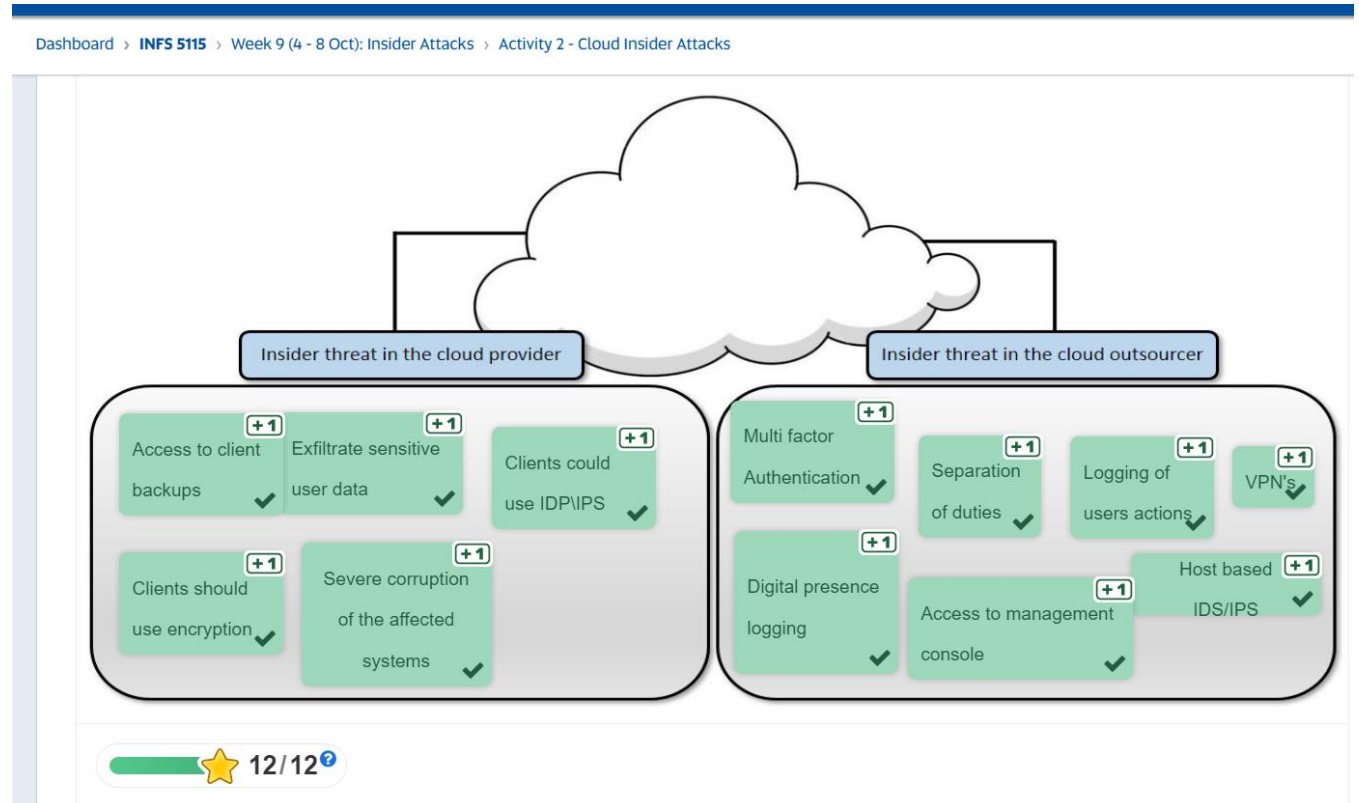 Dashboard › INFS 5115 › Week 9 (4 - 8 Oct): Insider Attacks › Activity 2 - Cloud Insider Attacks
Insider threat in the cloud provider
+1
Access to client
backups
+1
Exfiltrate sensitive
user data
+1
Clients could
use IDP\IPS
+1
Clients should
use encryption
+1
Severe corruption
of the affected
systems
Insider threat in the cloud outsourcer
+1
Multi factor
Authentication
+1
Separation
of duties
+1
Logging of
users actions
+1
VPN's
+1
Digital presence
logging
+1
Access to management
console
+1
Host based
IDS/IPS
12/12 ?